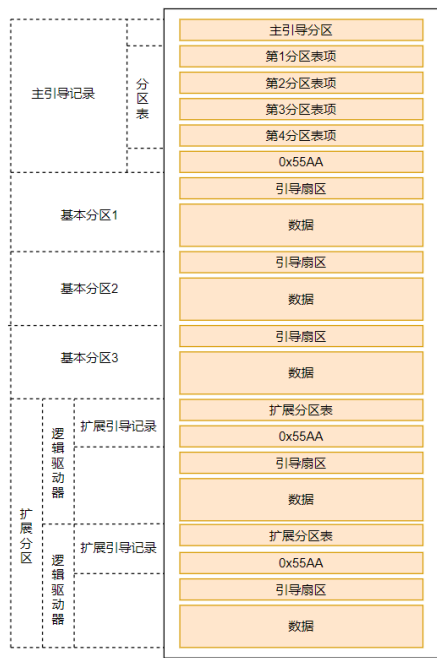 主引导记录
分区表
主引导分区
第1分区表项
第2分区表项
第3分区表项
第4分区表项
0x55AA
基本分区1
引导扇区
数据
基本分区2
引导扇区
数据
基本分区3
引导扇区
数据
扩展分区
逻辑驱动器
扩展引导记录
扩展分区表
0x55AA
引导扇区
数据
逻辑驱动器
扩展引导记录
扩展分区表
0x55AA
引导扇区
数据